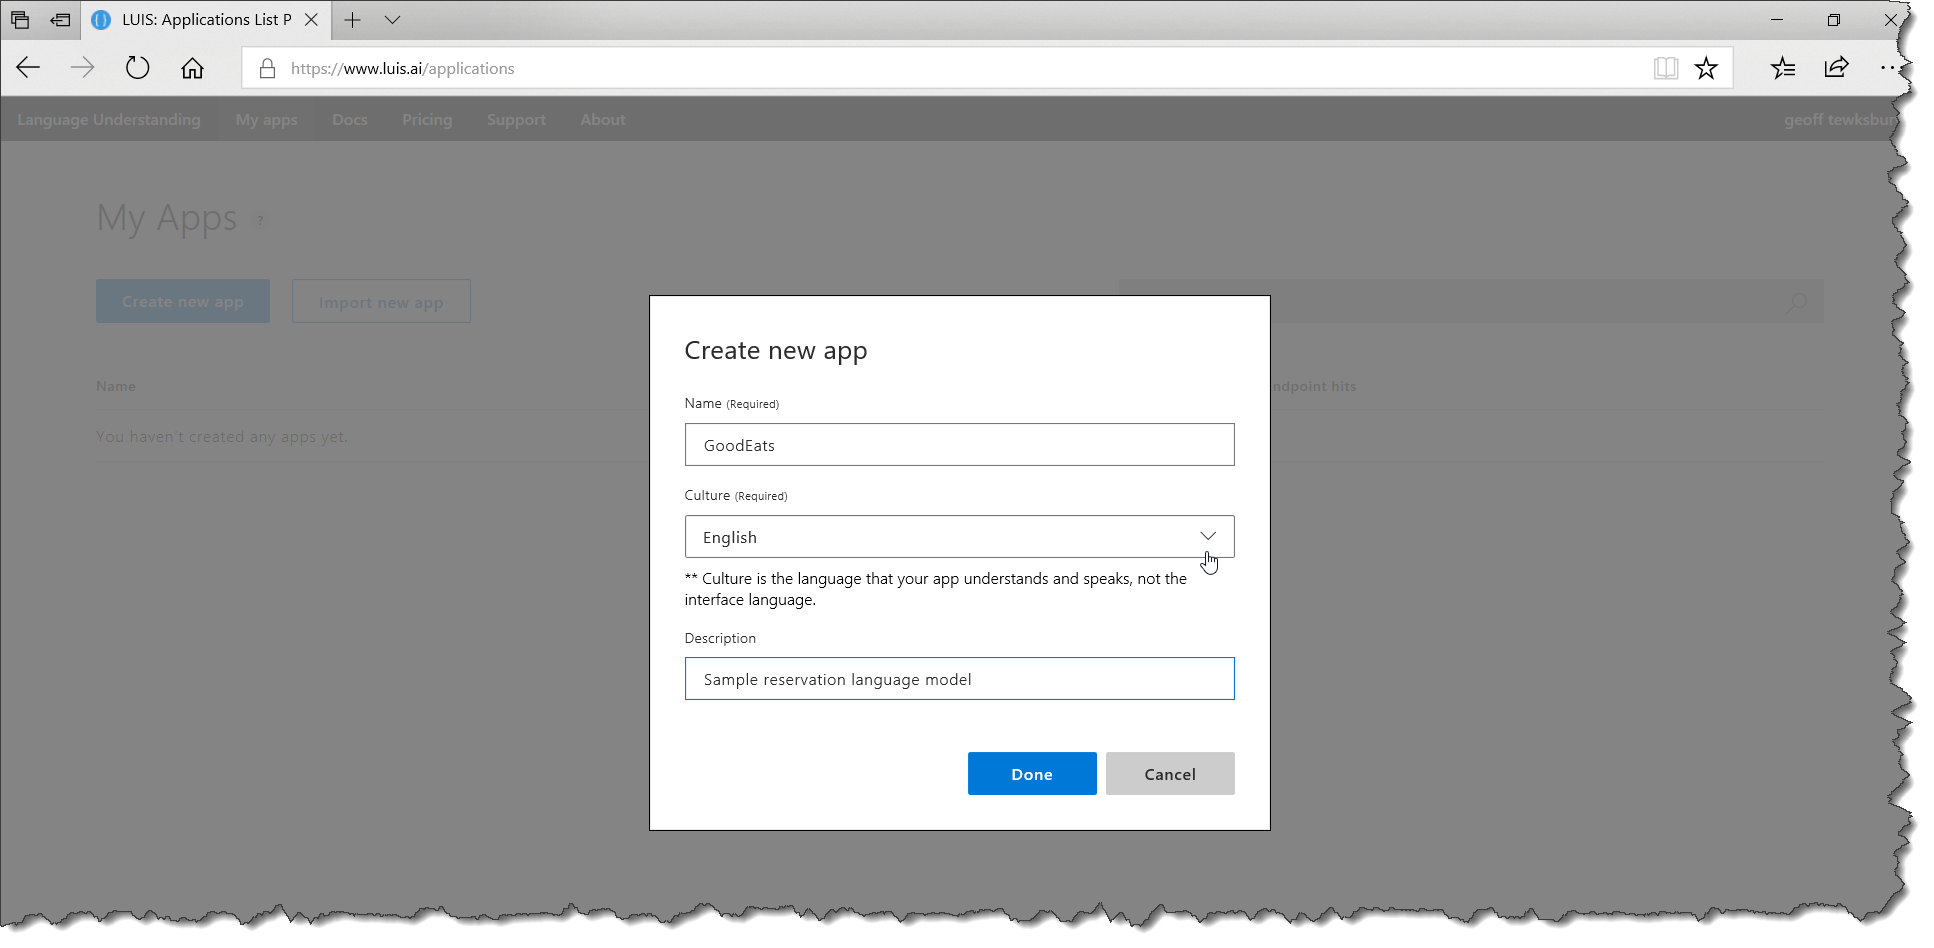 LUIS: Applications List P
https://www.luis.ai/applications
Language Understanding My apps Docs Pricing Support About geoff tewksbur
My Apps ?
Create new app Import new app
Name ndpoint hits
You haven't created any apps yet.
Create new app
Name (Required)
GoodEats
Culture (Required)
English
** Culture is the language that your app understands and speaks, not the
interface language.
Description
Sample reservation language model
Done Cancel